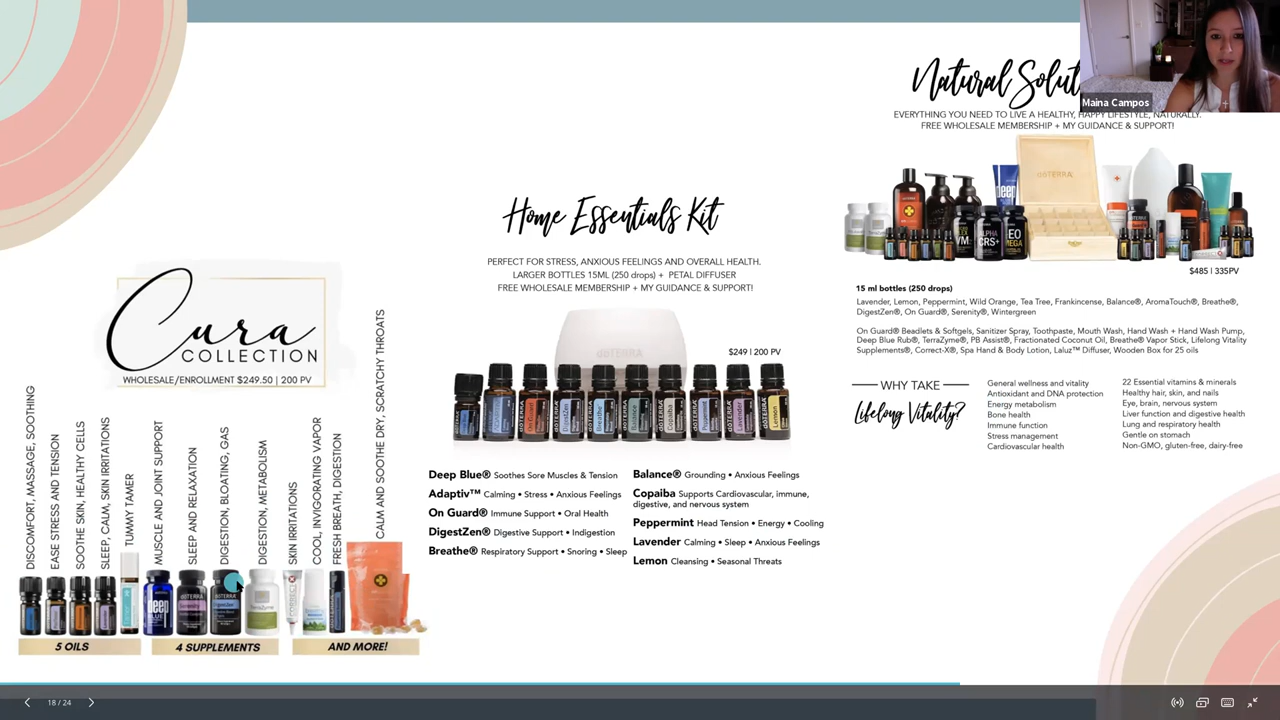 Cura
COLLECTION
WHOLESALE/ENROLLMENT $249.50 | 200 PV
DISCOMFORT, MASSAGE, SOOTHING
EASE STRESS AND TENSION
SOOTHE SKIN, HEALTHY CELLS
SLEEP, CALM, SKIN IRRITATIONS
TUMMY TAMER
MUSCLE AND JOINT SUPPORT
SLEEP AND RELAXATION
DIGESTION, BLOATING, GAS
DIGESTION, METABOLISM
SKIN IRRITATIONS
COOL, INVIGORATING VAPOR
FRESH BREATH, DIGESTION
CALM AND SOOTHE DRY, SCRATCHY THROATS
5 OILS
4 SUPPLEMENTS
AND MORE!
Home Essentials Kit
PERFECT FOR STRESS, ANXIOUS FEELINGS AND OVERALL HEALTH.
LARGER BOTTLES 15ML (250 drops) + PETAL DIFFUSER
FREE WHOLESALE MEMBERSHIP + MY GUIDANCE & SUPPORT!
dōTERRA
$249 | 200 PV
Deep Blue® Soothes Sore Muscles & Tension
Adaptiv™ Calming • Stress • Anxious Feelings
On Guard® Immune Support • Oral Health
DigestZen® Digestive Support • Indigestion
Breathe® Respiratory Support • Snoring • Sleep
Balance® Grounding • Anxious Feelings
Copaiba Supports Cardiovascular, immune,
digestive, and nervous system
Peppermint Head Tension • Energy • Cooling
Lavender Calming • Sleep • Anxious Feelings
Lemon Cleansing • Seasonal Threats
Natural
EVERYTHING YOU NEED TO LIVE A HEALTHY, HAPPY LIFESTYLE, NATURALLY.
FREE WHOLESALE MEMBERSHIP + MY GUIDANCE & SUPPORT!
$485 | 335PV
15 ml bottles (250 drops)
Lavender, Lemon, Peppermint, Wild Orange, Tea Tree, Frankincense, Balance®, AromaTouch®, Breathe®,
DigestZen®, On Guard®, Serenity®, Wintergreen
On Guard® Beadlets & Softgels, Sanitizer Spray, Toothpaste, Mouth Wash, Hand Wash + Hand Wash Pump,
Deep Blue Rub®, TerraZyme®, PB Assist®, Fractionated Coconut Oil, Breathe® Vapor Stick, Lifelong Vitality
Supplements®, Correct-X®, Spa Hand & Body Lotion, Laluz™ Diffuser, Wooden Box for 25 oils
WHY TAKE
Lifelong Vitality?
General wellness and vitality
Antioxidant and DNA protection
Energy metabolism
Bone health
Immune function
Stress management
Cardiovascular health
22 Essential vitamins & minerals
Healthy hair, skin, and nails
Eye, brain, nervous system
Liver function and digestive health
Lung and respiratory health
Gentle on stomach
Non-GMO, gluten-free, dairy-free
Maina Campos
18 / 24